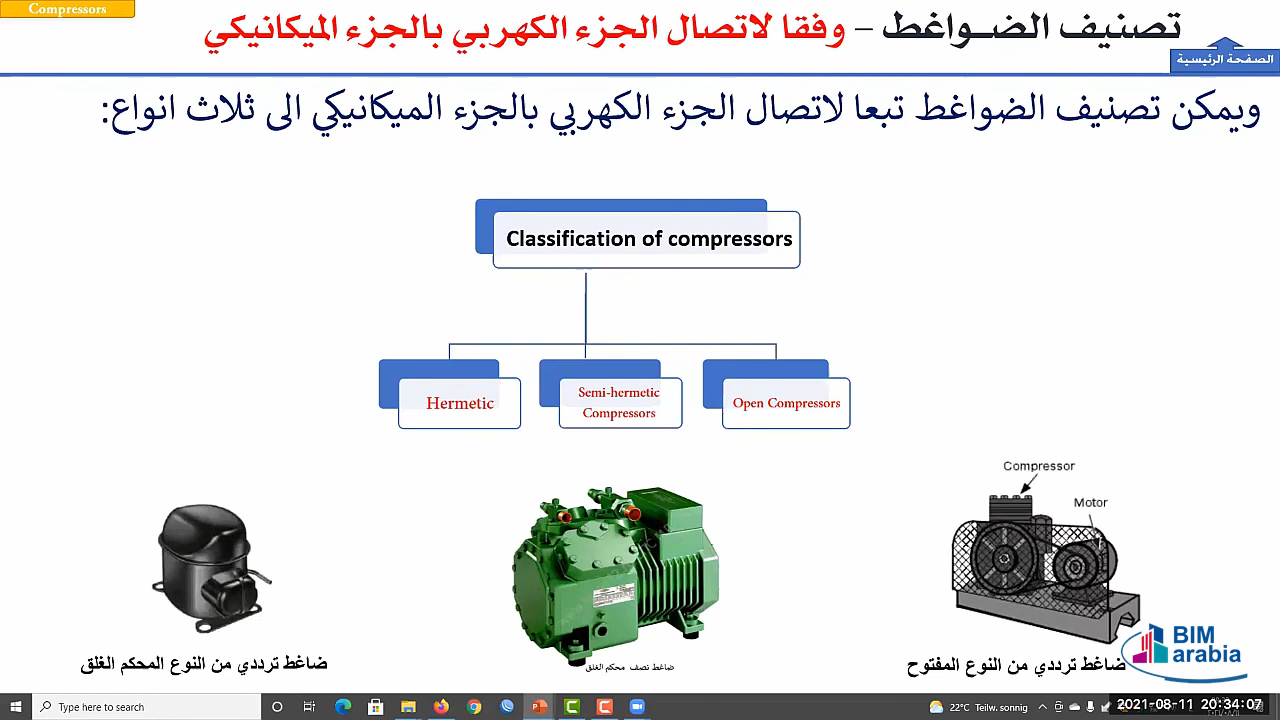 Compressors
تصنيف الضـــواغط – وفقا لاتصال الجزء الكهربي بالجزء الميكانيكي
الصفحة الرئيسية
ويمكن تصنيف الضواغط تبعا لاتصال الجزء الكهربي بالجزء الميكانيكي الى ثلاث انواع:
Classification of compressors
Hermetic
Semi-hermetic
Compressors
Open Compressors
Compressor
Motor
ضاغط ترددي من النوع المحكم الغلق
ضاغط نصف محكم الغلق
ضاغط ترددي من النوع المفتوح
BIM
arabia
Type here to search
22°C Teilw. sonnig
2021-08-11 20:34:07